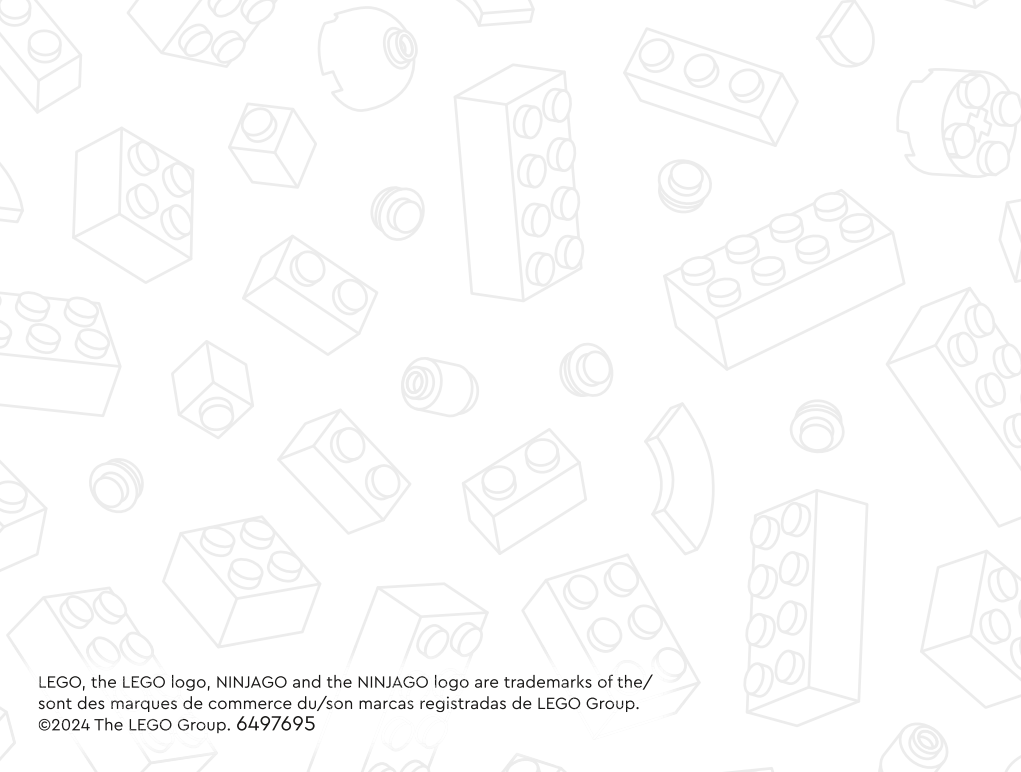 LEGO, the LEGO logo, NINJAGO and the NINJAGO logo are trademarks of the/
sont des marques de commerce du/son marcas registradas de LEGO Group.
©2024 The LEGO Group. 6497695